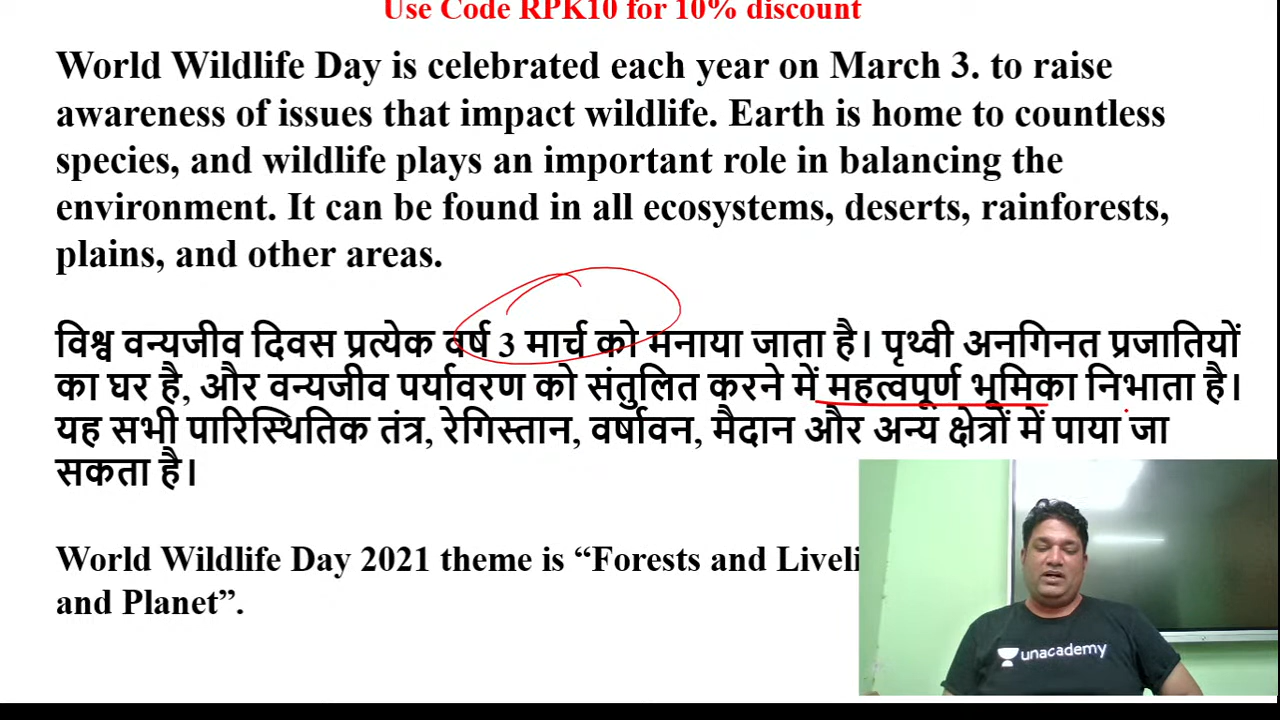 Use Code RPK10 for 10% discount
World Wildlife Day is celebrated each year on March 3. to raise
awareness of issues that impact wildlife. Earth is home to countless
species, and wildlife plays an important role in balancing the
environment. It can be found in all ecosystems, deserts, rainforests,
plains, and other areas.
विश्व वन्यजीव दिवस प्रत्येक वर्ष 3 मार्च को मनाया जाता है। पृथ्वी अनगिनत प्रजातियों
का घर है, और वन्यजीव पर्यावरण को संतुलित करने में महत्वपूर्ण भूमिका निभाता है।
यह सभी पारिस्थितिक तंत्र, रेगिस्तान, वर्षावन, मैदान और अन्य क्षेत्रों में पाया जा
सकता है।
World Wildlife Day 2021 theme is “Forests and Liveli
and Planet”.
unacademy